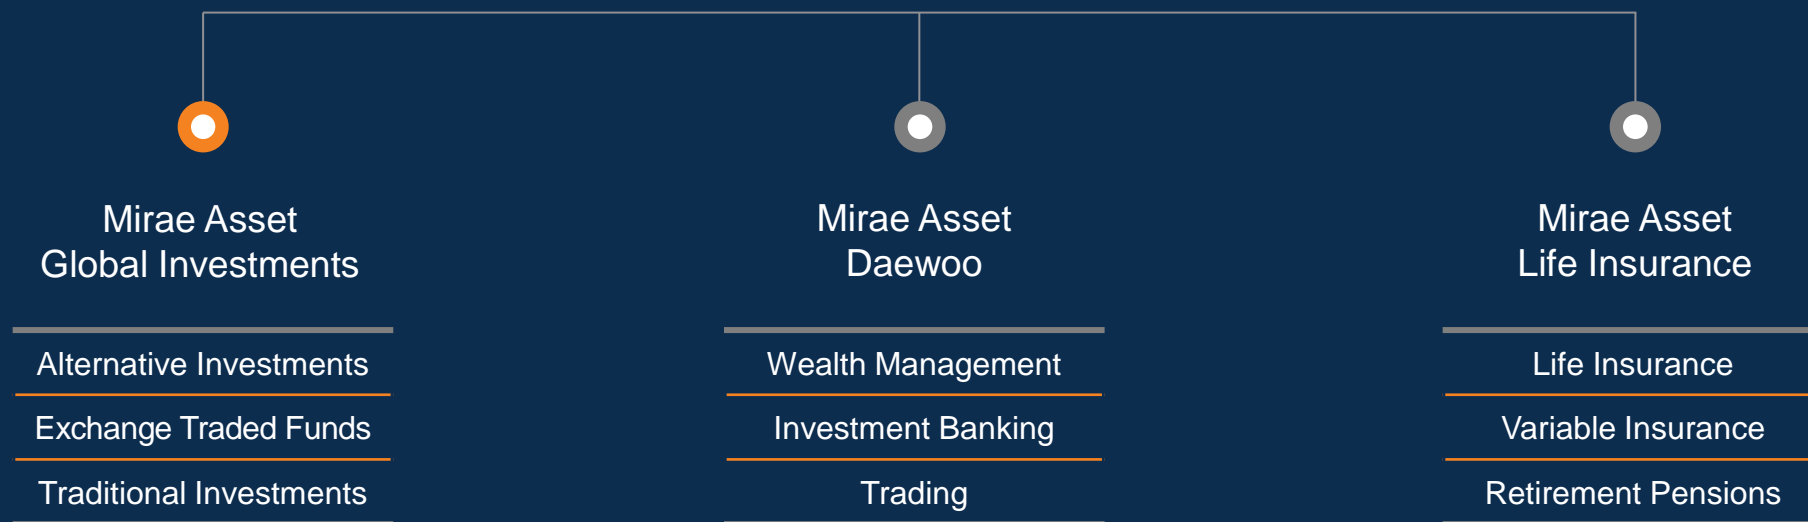 Mirae Asset
Global Investments
Alternative Investments
Exchange Traded Funds
Traditional Investments
Mirae Asset
Daewoo
Wealth Management
Investment Banking
Trading
Mirae Asset
Life Insurance
Life Insurance
Variable Insurance
Retirement Pensions